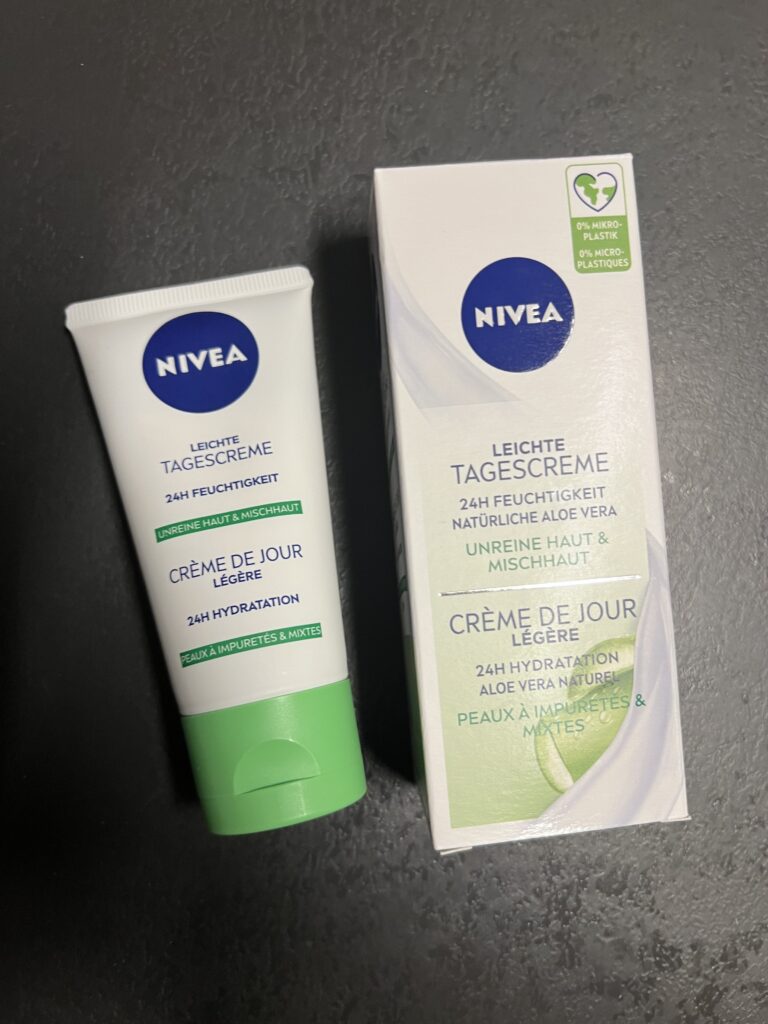 NIVEA
LEICHTE
TAGESCREME
24H FEUCHTIGKEIT
UNREINE HAUT & MISCHHAUT
CRÈME DE JOUR
LÉGÈRE
24H HYDRATATION
PEAUX À IMPURETÉS & MIXTES
0% MIKRO-
PLASTIK
0% MICRO-
PLASTIQUES
NIVEA
LEICHTE
TAGESCREME
24H FEUCHTIGKEIT
NATÜRLICHE ALOE VERA
UNREINE HAUT &
MISCHHAUT
CRÈME DE JOUR
LÉGÈRE
24H HYDRATATION
ALOE VERA NATUREL
PEAUX À IMPURETÉS &
MIXTES